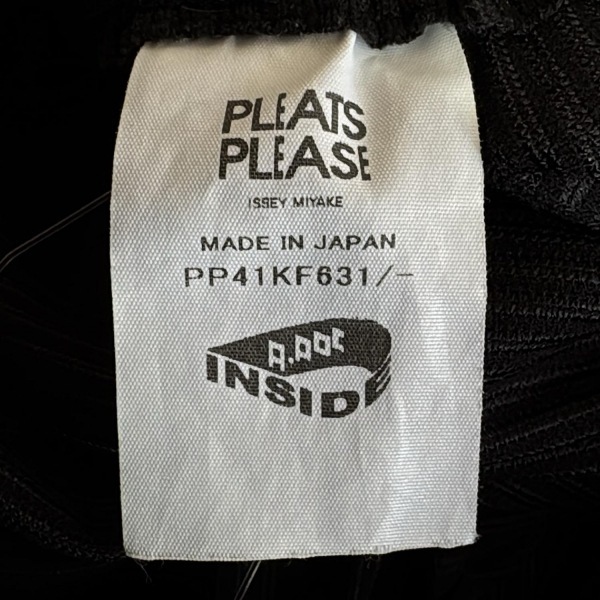 PLEATS
PLEASE
ISSEY MIYAKE
MADE IN JAPAN
PP41KF631/-
A.POC
INSIDE